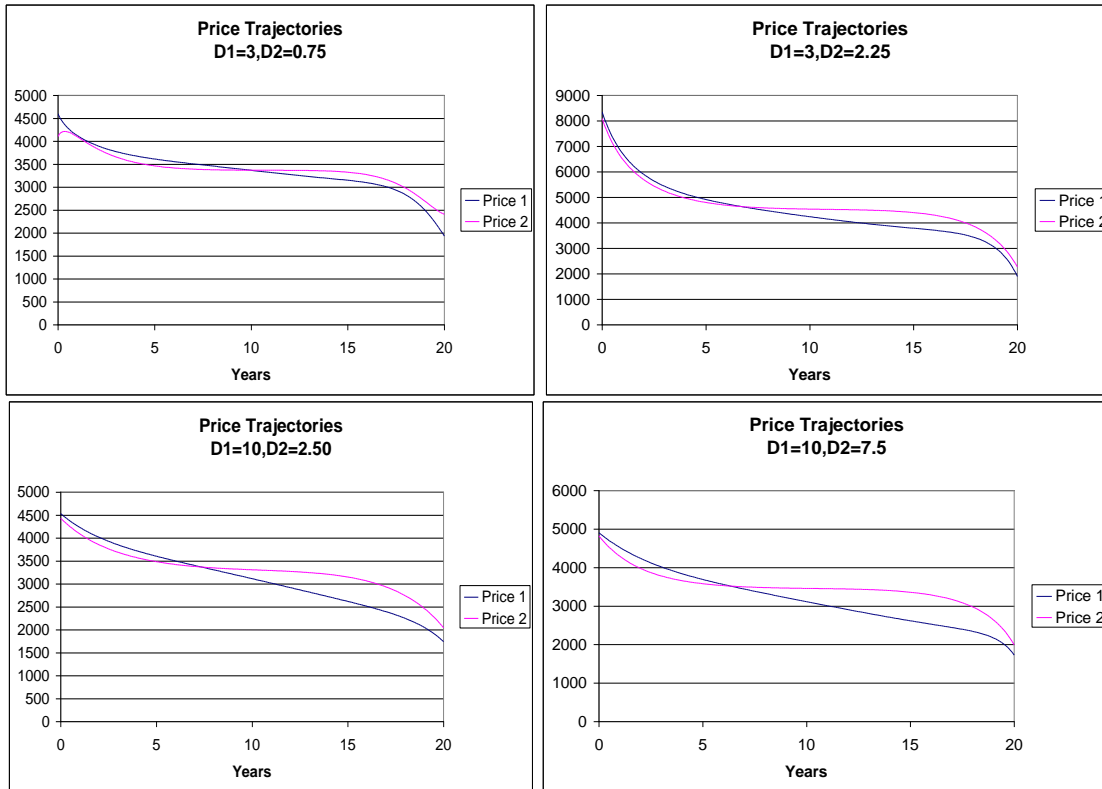 Price Trajectories
D1=3,D2=0.75
5000
4500
4000
3500
3000
2500
2000
1500
1000
500
0
0 5 10 15 20
Years
Price 1
Price 2
Price Trajectories
D1=3,D2=2.25
9000
8000
7000
6000
5000
4000
3000
2000
1000
0
0 5 10 15 20
Years
Price 1
Price 2
Price Trajectories
D1=10,D2=2.50
5000
4500
4000
3500
3000
2500
2000
1500
1000
500
0
0 5 10 15 20
Years
Price 1
Price 2
Price Trajectories
D1=10,D2=7.5
6000
5000
4000
3000
2000
1000
0
0 5 10 15 20
Years
Price 1
Price 2